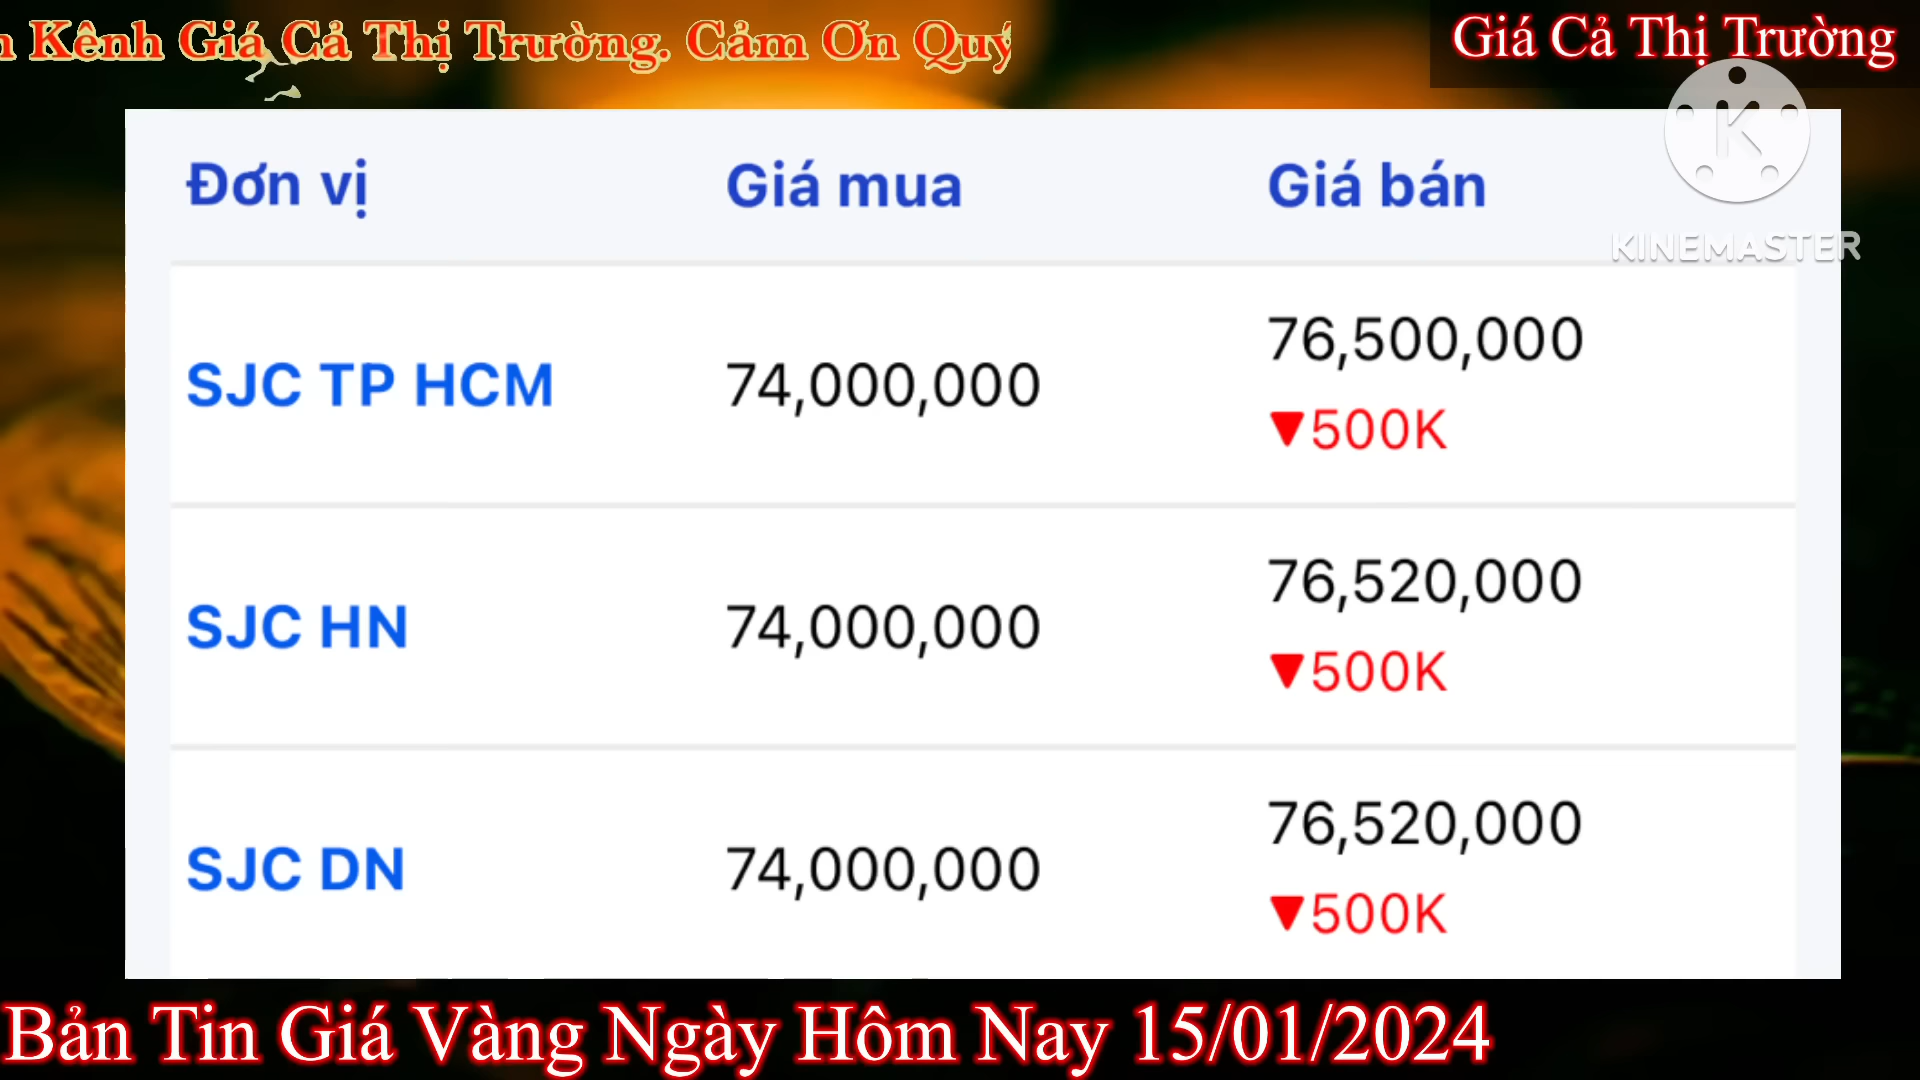 Kênh Giá Cả Thị Trường. Cảm Ơn Quý
Giá Cả Thị Trường
K
KINEMASTER
Đơn vị Giá mua Giá bán
SJC TP HCM 74,000,000 76,500,000
▼500K
SJC HN 74,000,000 76,520,000
▼500K
SJC DN 74,000,000 76,520,000
▼500K
Bản Tin Giá Vàng Ngày Hôm Nay 15/01/2024